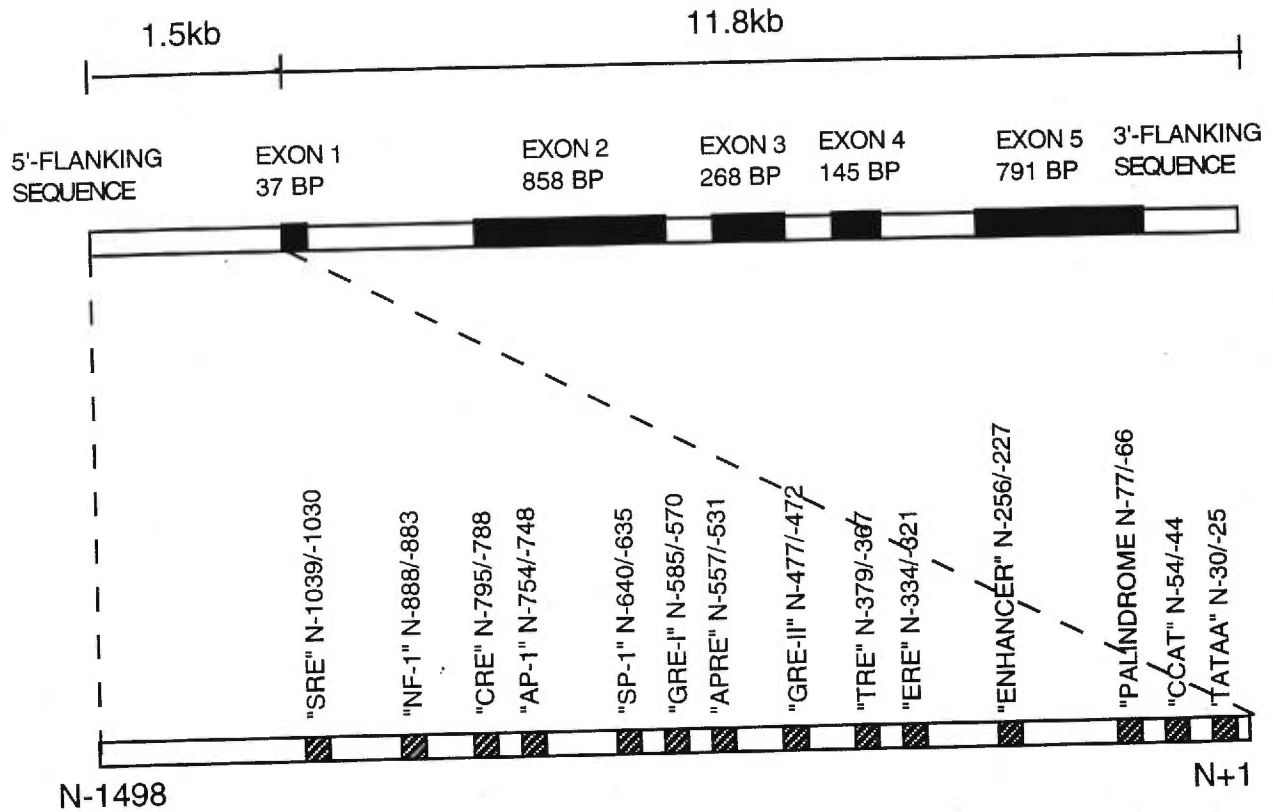 1.5kb
11.8kb
5'-FLANKING
SEQUENCE
EXON 1
37 BP
EXON 2
858 BP
EXON 3
268 BP
EXON 4
145 BP
EXON 5
791 BP
3'-FLANKING
SEQUENCE
"SRE" N-1039/-1030
"NF-1" N-888/-883
"CRE" N-795/-788
"AP-1" N-754/-748
"SP-1" N-640/-635
"GRE-I" N-585/-570
"APRE" N-557/-531
"GRE-II" N-477/-472
"TRE" N-379/-367
"ERE" N-334/-321
"ENHANCER" N-256/-227
"PALINDROME N-77/-66
"CCAT" N-54/-44
"TATAA" N-30/-25
N-1498
N+1